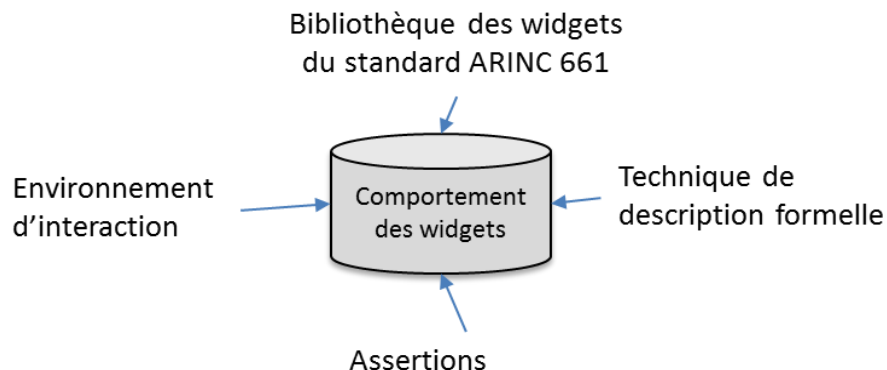 Bibliothèque des widgets
du standard ARINC 661
Environnement
d’interaction
Comportement
des widgets
Technique de
description formelle
Assertions